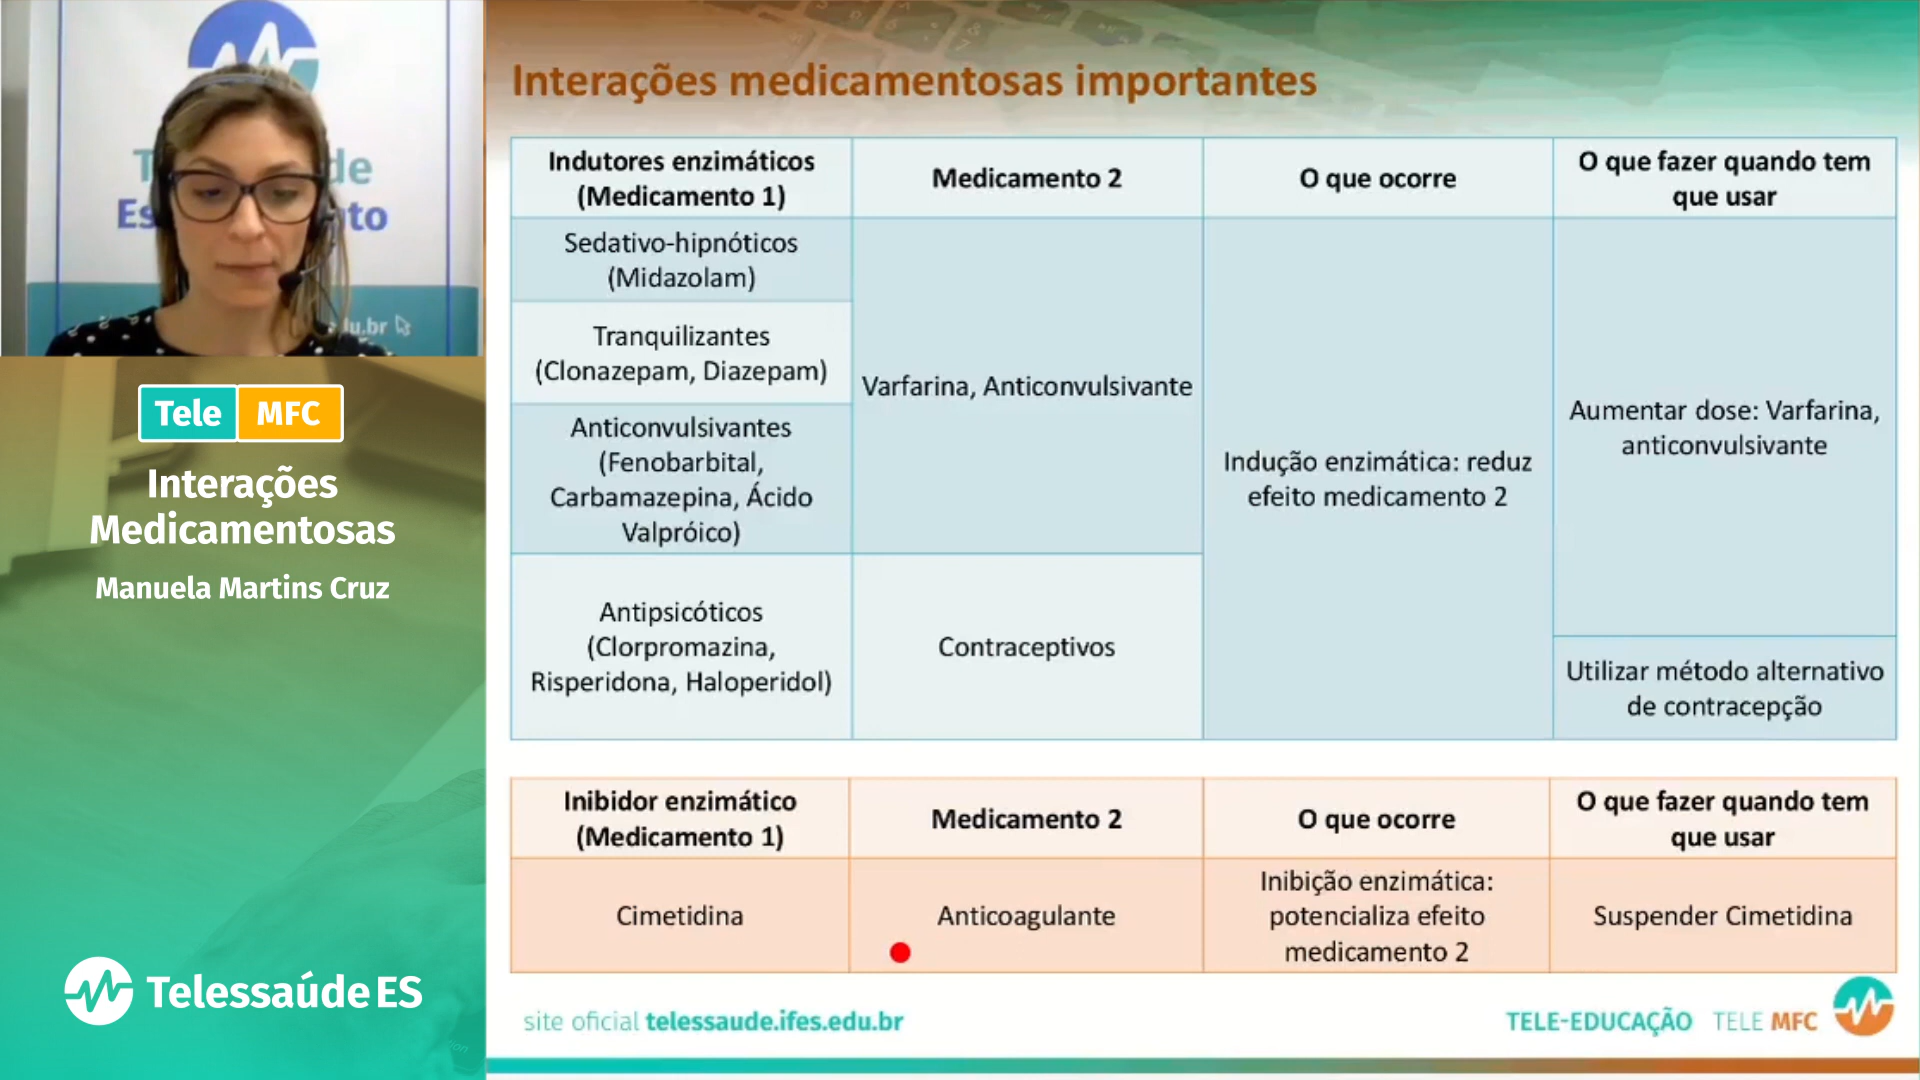 Interações medicamentosas importantes
Indutores enzimáticos
(Medicamento 1)
Medicamento 2
O que ocorre
O que fazer quando tem
que usar
Sedativo-hipnóticos
(Midazolam)
Tranquilizantes
(Clonazepam, Diazepam)
Anticonvulsivantes
(Fenobarbital,
Carbamazepina, Ácido
Valpróico)
Varfarina, Anticonvulsivante
Indução enzimática: reduz
efeito medicamento 2
Aumentar dose: Varfarina,
anticonvulsivante
Antipsicóticos
(Clorpromazina,
Risperidona, Haloperidol)
Contraceptivos
Utilizar método alternativo
de contracepção
Inibidor enzimático
(Medicamento 1)
Medicamento 2
O que ocorre
O que fazer quando tem
que usar
Cimetidina
Anticoagulante
Inibição enzimática:
potencializa efeito
medicamento 2
Suspender Cimetidina
site oficial telessaude.ifes.edu.br
TELE-EDUCAÇÃO TELE MFC
Tele MFC
Interações
Medicamentosas
Manuela Martins Cruz
Telessaúde ES